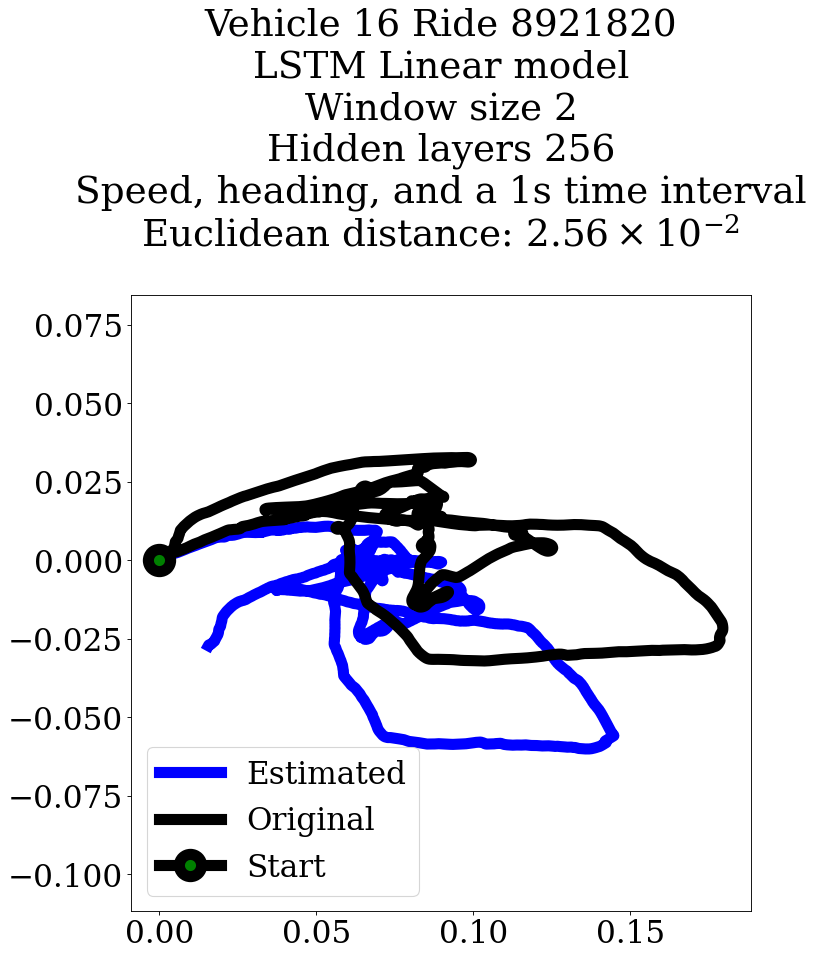 Vehicle 16 Ride 8921820
LSTM Linear model
Window size 2
Hidden layers 256
Speed, heading, and a 1s time interval
Euclidean distance: 2.56 × 10⁻²
0.075
0.050
0.025
0.000
−0.025
−0.050
−0.075
−0.100
Estimated
Original
Start
0.00 0.05 0.10 0.15